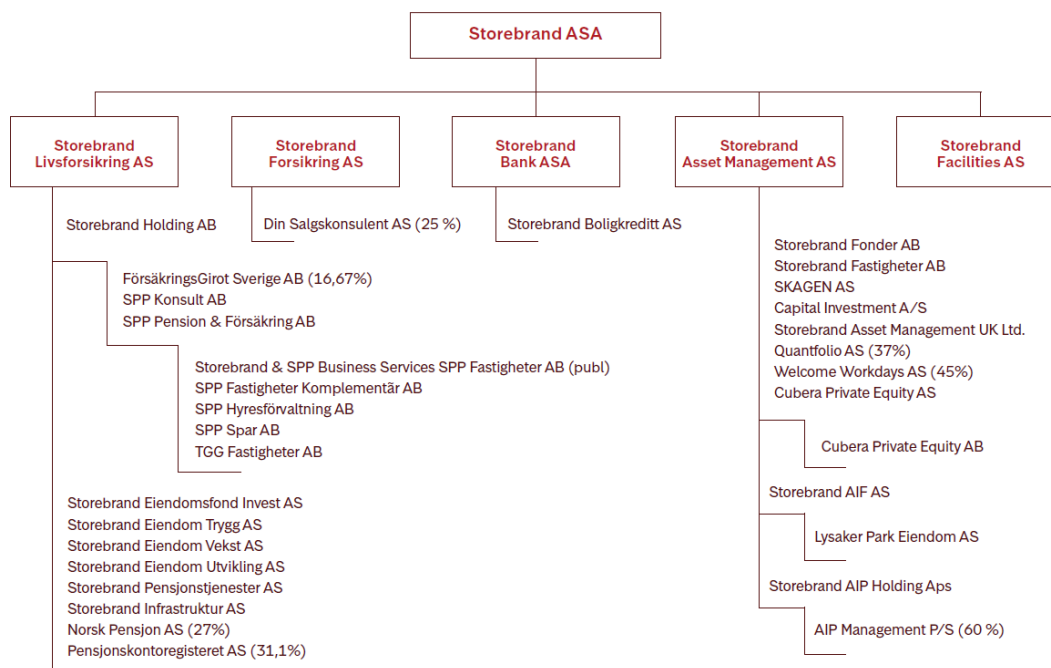 Storebrand ASA
Storebrand
Livsforsikring AS
Storebrand
Forsikring AS
Storebrand
Bank ASA
Storebrand
Asset Management AS
Storebrand
Facilities AS
Storebrand Holding AB
FörsäkringsGirot Sverige AB (16,67%)
SPP Konsult AB
SPP Pension & Försäkring AB
Storebrand & SPP Business Services SPP Fastigheter AB (publ)
SPP Fastigheter Komplementär AB
SPP Hyresförvaltning AB
SPP Spar AB
TGG Fastigheter AB
Storebrand Eiendomsfond Invest AS
Storebrand Eiendom Trygg AS
Storebrand Eiendom Vekst AS
Storebrand Eiendom Utvikling AS
Storebrand Pensjonstjenester AS
Storebrand Infrastruktur AS
Norsk Pensjon AS (27%)
Pensjonskontoregisteret AS (31,1%)
Din Salgskonsulent AS (25 %)
Storebrand Boligkreditt AS
Storebrand Fonder AB
Storebrand Fastigheter AB
SKAGEN AS
Capital Investment A/S
Storebrand Asset Management UK Ltd.
Quantfolio AS (37%)
Welcome Workdays AS (45%)
Cubera Private Equity AS
Cubera Private Equity AB
Storebrand AIF AS
Lysaker Park Eiendom AS
Storebrand AIP Holding Aps
AIP Management P/S (60 %)